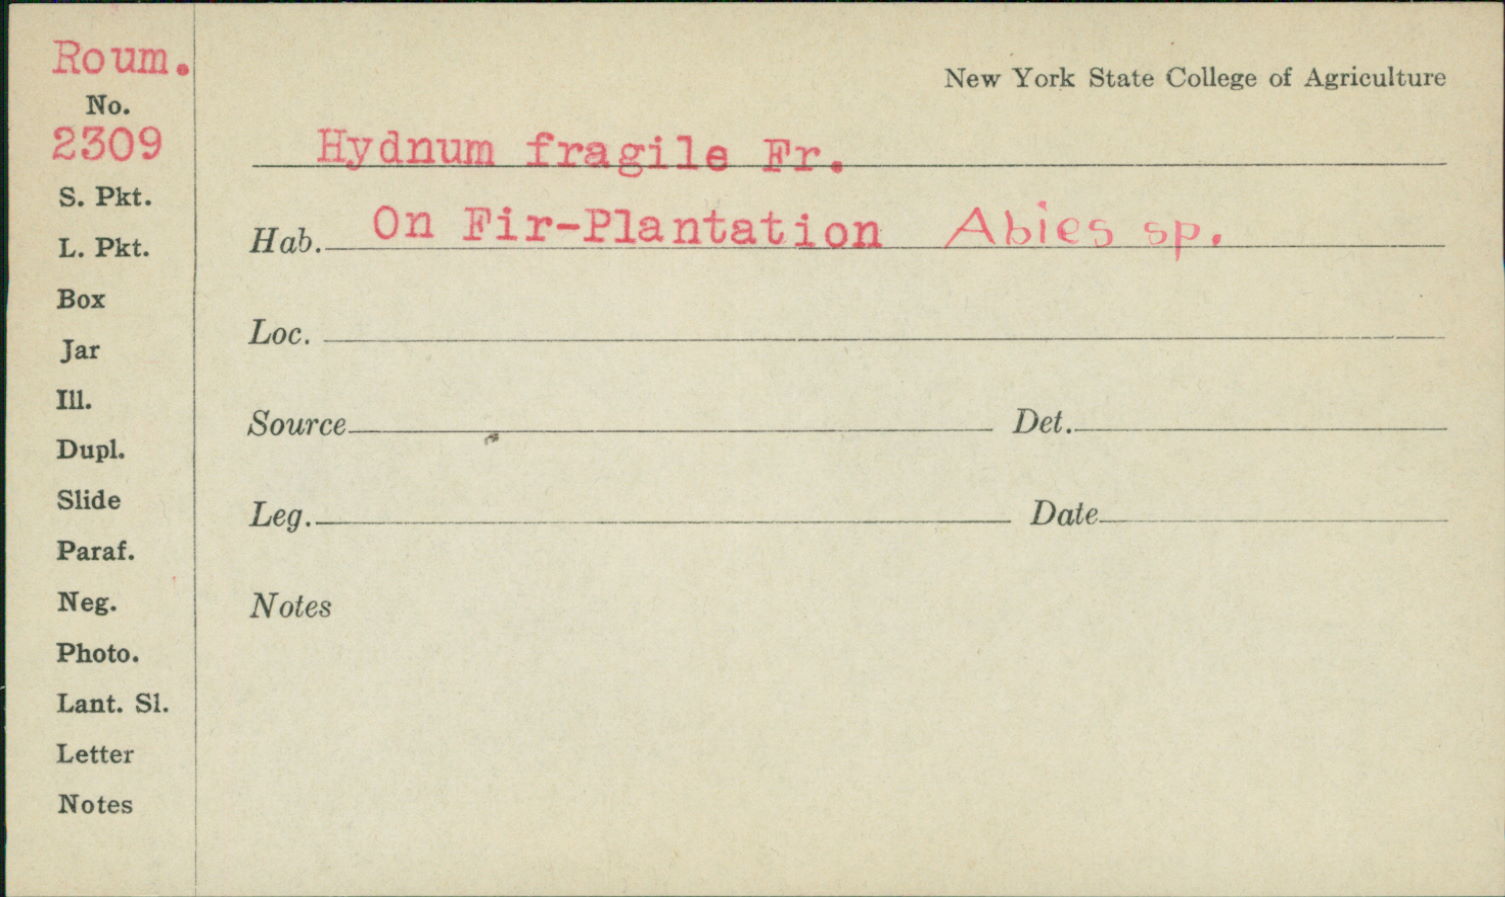 Roum.
No.
2309
S. Pkt.
L. Pkt.
Box
Jar
Ill.
Dupl.
Slide
Paraf.
Neg.
Photo.
Lant. Sl.
Letter
Notes
New York State College of Agriculture
Hydnum fragile Fr.
Hab. On Fir-Plantation Abies sp.
Loc.
Source Det.
Leg. Date
Notes